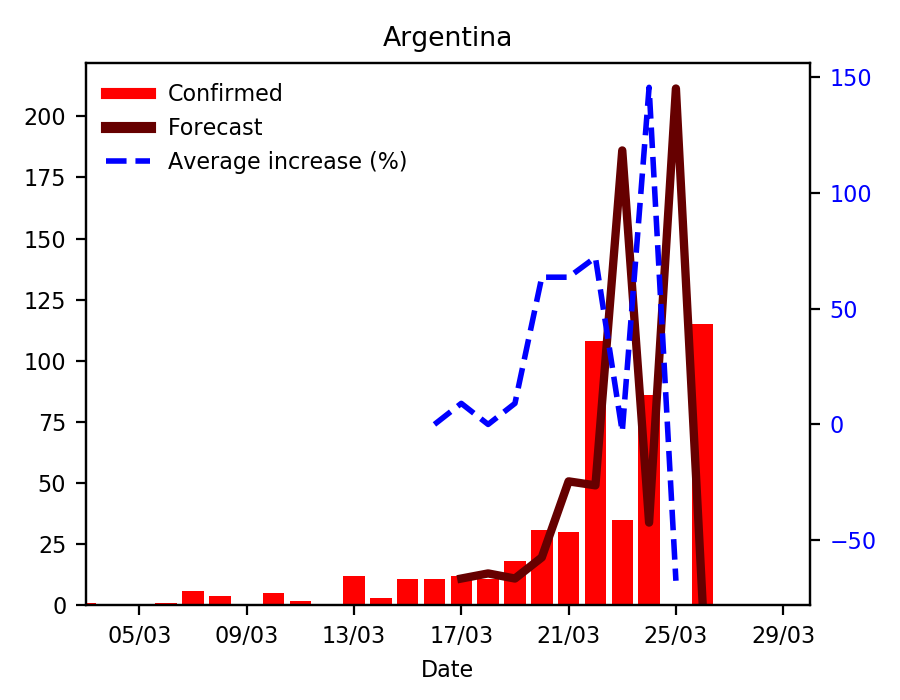 Argentina
Confirmed
Forecast
Average increase (%)
200
175
150
125
100
75
50
25
0
150
100
50
0
−50
05/03 09/03 13/03 17/03 21/03 25/03 29/03
Date